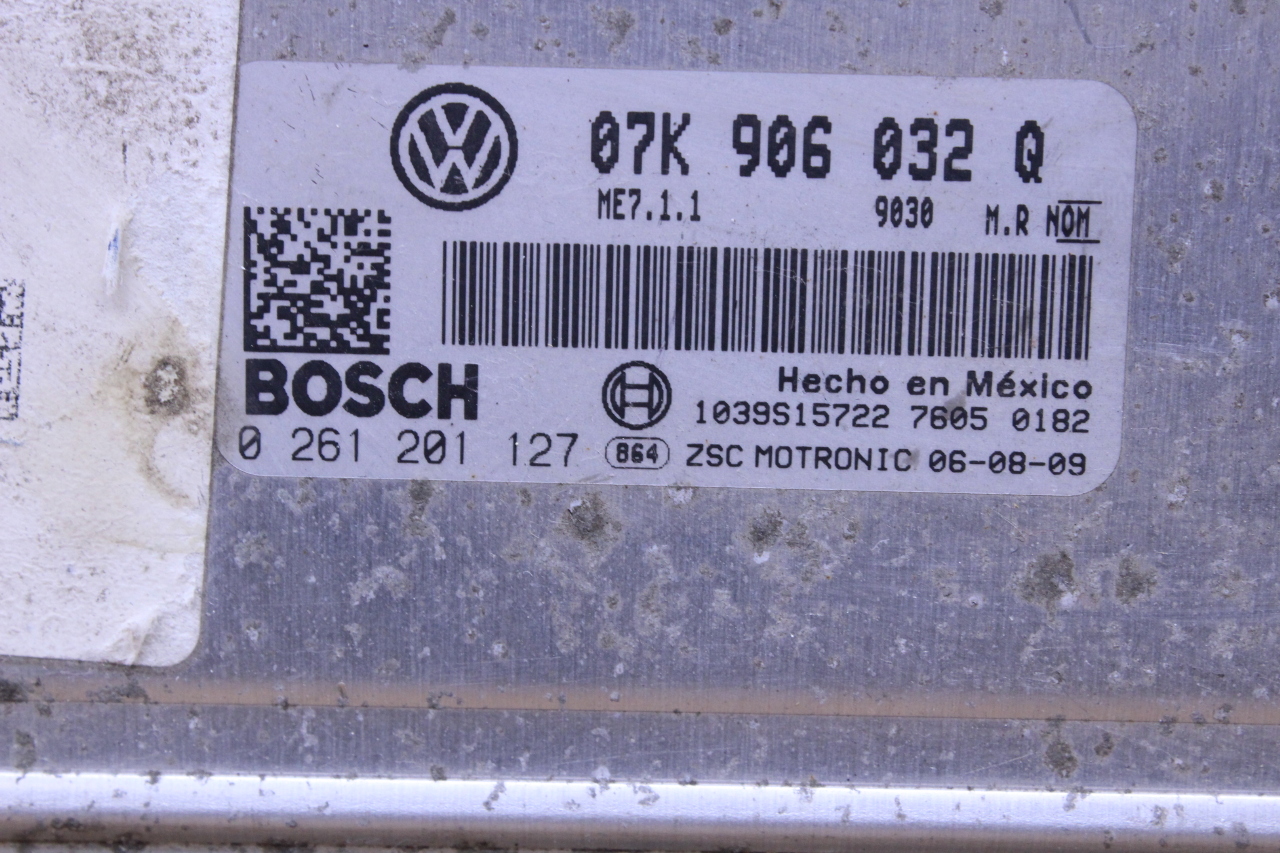 07K 906 032 Q
ME7.1.1 9030 M.R NOM
BOSCH
Hecho en México
1039S15722 7605 0182
0 261 201 127 864 ZSC MOTRONIC 06-08-09